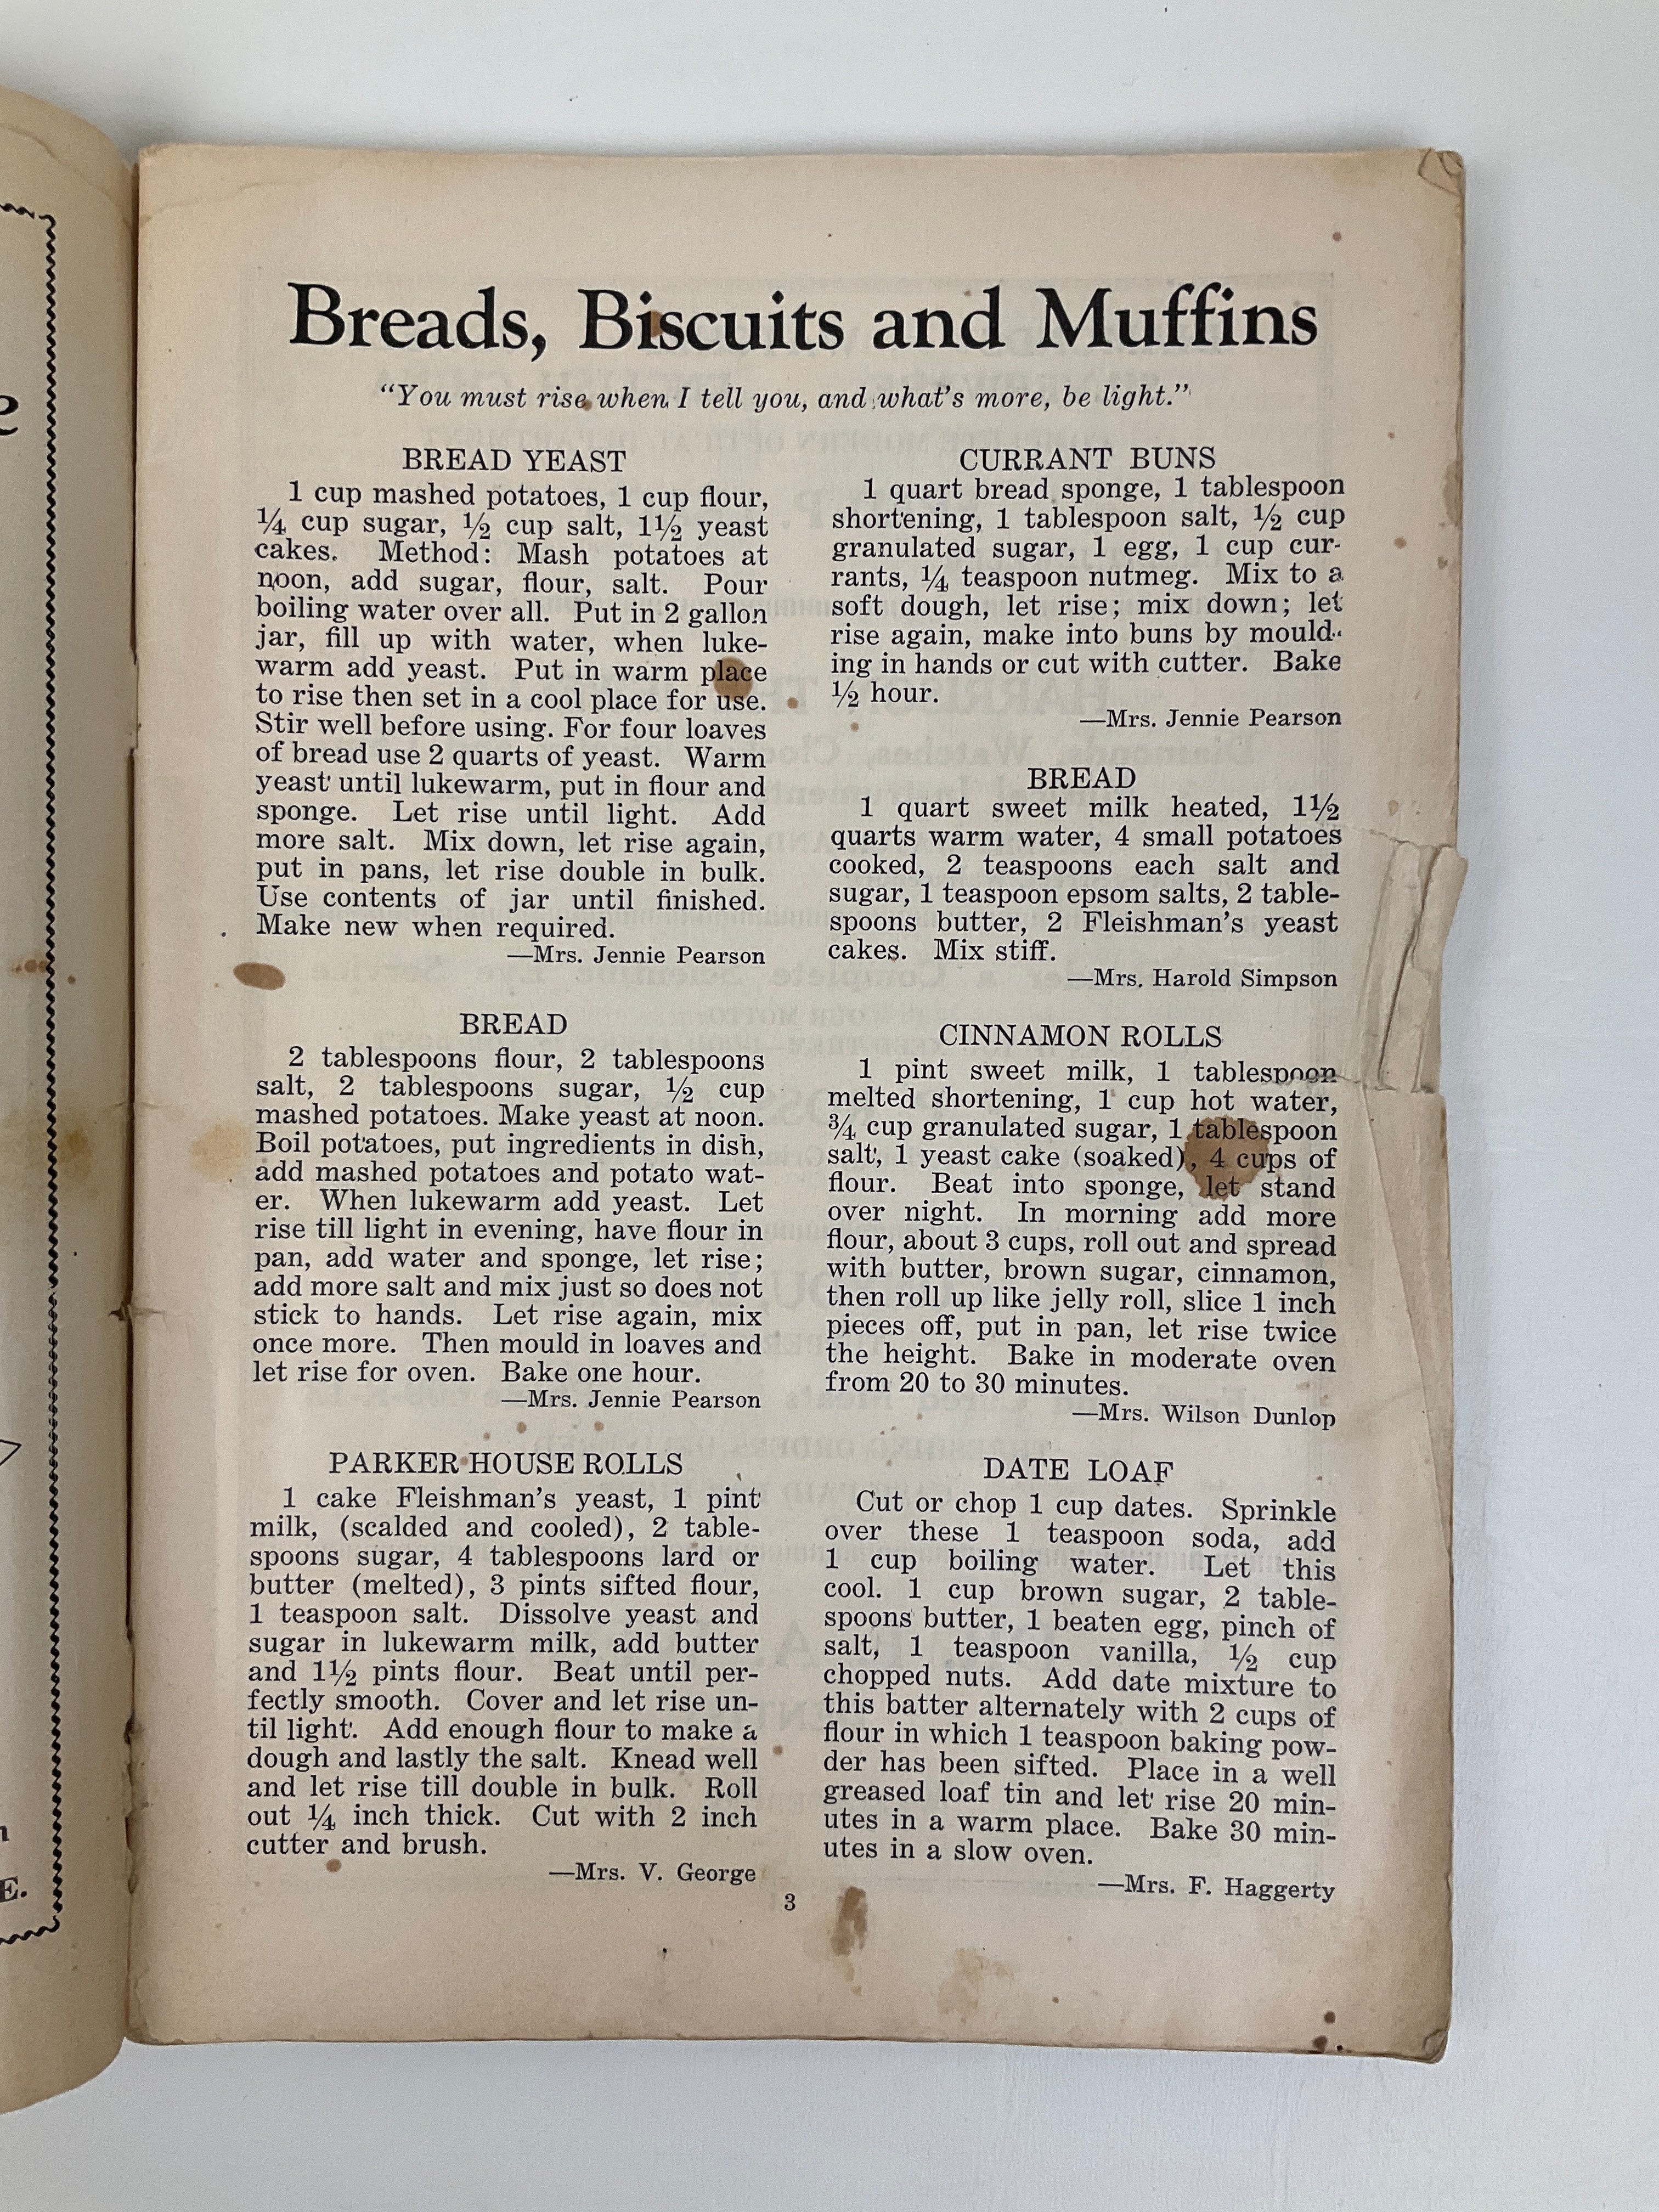 Breads, Biscuits and Muffins
"You must rise when I tell you, and what's more, be light."
BREAD YEAST
1 cup mashed potatoes, 1 cup flour,
¼ cup sugar, ½ cup salt, 1½ yeast
cakes. Method: Mash potatoes at
noon, add sugar, flour, salt. Pour
boiling water over all. Put in 2 gallon
jar, fill up with water, when luke-
warm add yeast. Put in warm place
to rise then set in a cool place for use.
Stir well before using. For four loaves
of bread use 2 quarts of yeast. Warm
yeast until lukewarm, put in flour and
sponge. Let rise until light. Add
more salt. Mix down, let rise again,
put in pans, let rise double in bulk.
Use contents of jar until finished.
Make new when required.
—Mrs. Jennie Pearson
BREAD
2 tablespoons flour, 2 tablespoons
salt, 2 tablespoons sugar, ½ cup
mashed potatoes. Make yeast at noon.
Boil potatoes, put ingredients in dish,
add mashed potatoes and potato wat-
er. When lukewarm add yeast. Let
rise till light in evening, have flour in
pan, add water and sponge, let rise;
add more salt and mix just so does not
stick to hands. Let rise again, mix
once more. Then mould in loaves and
let rise for oven. Bake one hour.
—Mrs. Jennie Pearson
PARKER HOUSE ROLLS
1 cake Fleishman's yeast, 1 pint
milk, (scalded and cooled), 2 table-
spoons sugar, 4 tablespoons lard or
butter (melted), 3 pints sifted flour,
1 teaspoon salt. Dissolve yeast and
sugar in lukewarm milk, add butter
and 1½ pints flour. Beat until per-
fectly smooth. Cover and let rise un-
til light. Add enough flour to make a
dough and lastly the salt. Knead well
and let rise till double in bulk. Roll
out ¼ inch thick. Cut with 2 inch
cutter and brush.
—Mrs. V. George
CURRANT BUNS
1 quart bread sponge, 1 tablespoon
shortening, 1 tablespoon salt, ½ cup
granulated sugar, 1 egg, 1 cup cur-
rants, ¼ teaspoon nutmeg. Mix to a
soft dough, let rise; mix down; let
rise again, make into buns by mould-
ing in hands or cut with cutter. Bake
½ hour.
—Mrs. Jennie Pearson
BREAD
1 quart sweet milk heated, 1½
quarts warm water, 4 small potatoes
cooked, 2 teaspoons each salt and
sugar, 1 teaspoon epsom salts, 2 table-
spoons butter, 2 Fleishman's yeast
cakes. Mix stiff.
—Mrs. Harold Simpson
CINNAMON ROLLS
1 pint sweet milk, 1 tablespoon
melted shortening, 1 cup hot water,
¾ cup granulated sugar, 1 tablespoon
salt, 1 yeast cake (soaked), 4 cups of
flour. Beat into sponge, let stand
over night. In morning add more
flour, about 3 cups, roll out and spread
with butter, brown sugar, cinnamon,
then roll up like jelly roll, slice 1 inch
pieces off, put in pan, let rise twice
the height. Bake in moderate oven
from 20 to 30 minutes.
—Mrs. Wilson Dunlop
DATE LOAF
Cut or chop 1 cup dates. Sprinkle
over these 1 teaspoon soda, add
1 cup boiling water. Let this
cool. 1 cup brown sugar, 2 table-
spoons butter, 1 beaten egg, pinch of
salt, 1 teaspoon vanilla, ½ cup
chopped nuts. Add date mixture to
this batter alternately with 2 cups of
flour in which 1 teaspoon baking pow-
der has been sifted. Place in a well
greased loaf tin and let rise 20 min-
utes in a warm place. Bake 30 min-
utes in a slow oven.
—Mrs. F. Haggerty
3